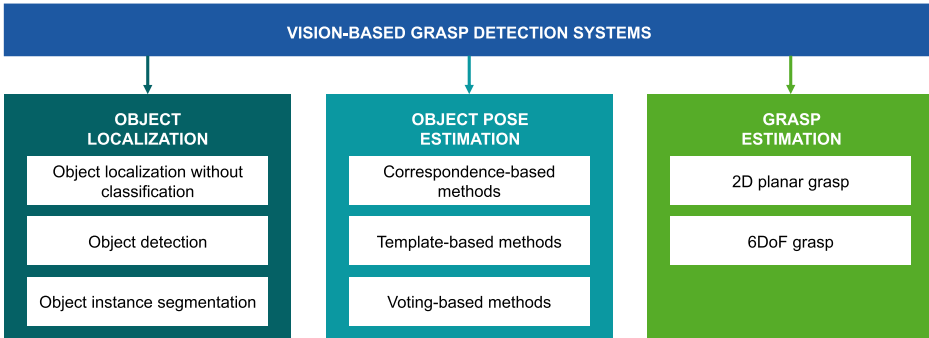 VISION-BASED GRASP DETECTION SYSTEMS
OBJECT
LOCALIZATION
Object localization without
classification
Object detection
Object instance segmentation
OBJECT POSE
ESTIMATION
Correspondence-based
methods
Template-based methods
Voting-based methods
GRASP
ESTIMATION
2D planar grasp
6DoF grasp